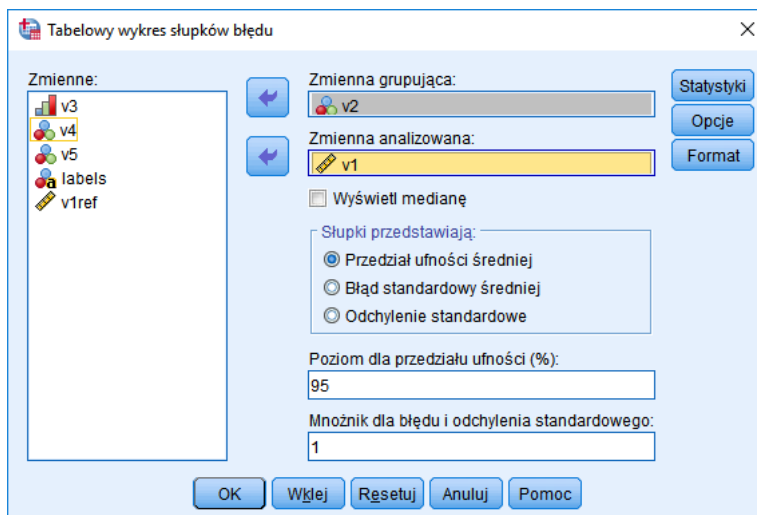 Tabelowy wykres słupków błędu
Zmienne:
v3
v4
v5
labels
v1ref
Zmienna grupująca:
v2
Zmienna analizowana:
v1
Wyświetl medianę
Słupki przedstawiają:
Przedział ufności średniej
Błąd standardowy średniej
Odchylenie standardowe
Poziom dla przedziału ufności (%):
95
Mnożnik dla błędu i odchylenia standardowego:
1
Statystyki
Opcje
Format
OK Wklej Resetuj Anuluj Pomoc